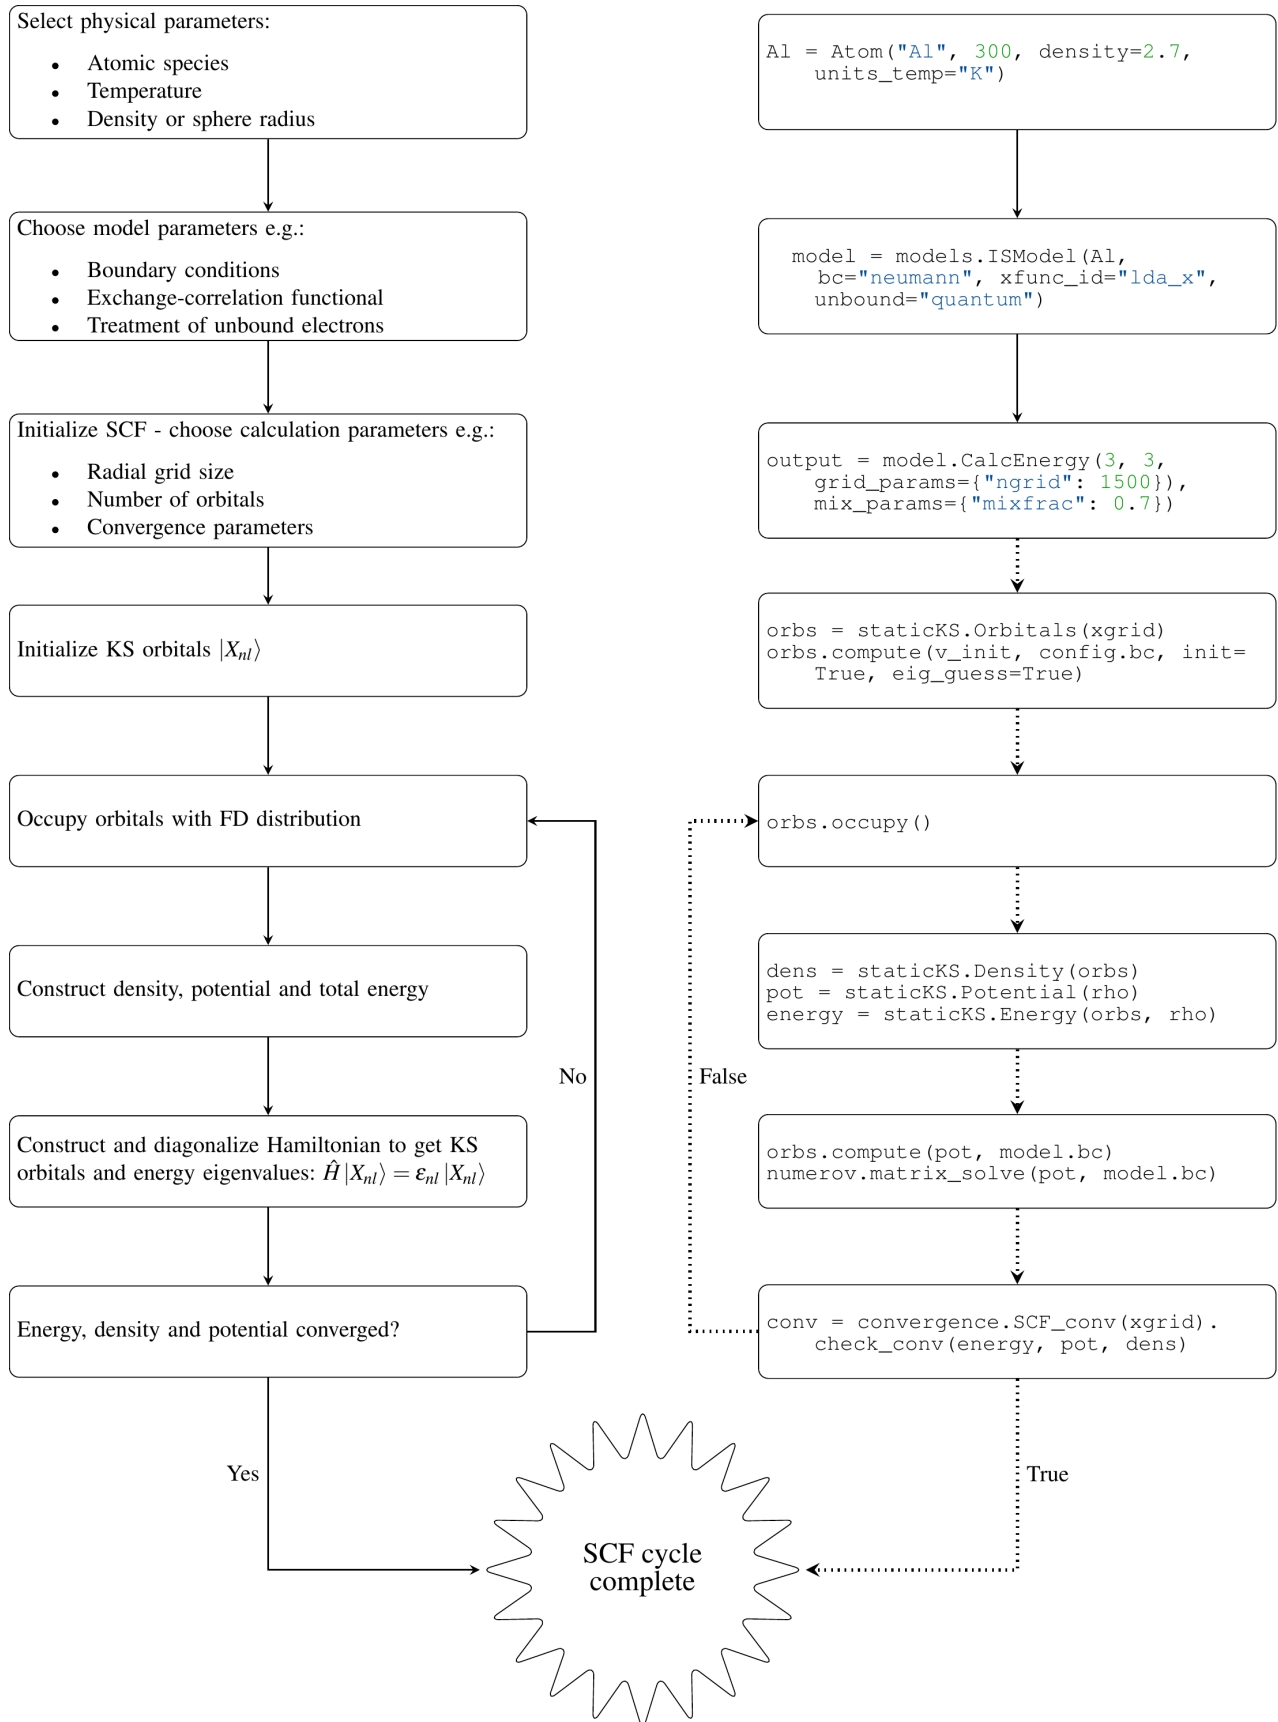 Select physical parameters:
• Atomic species
• Temperature
• Density or sphere radius
Choose model parameters e.g.:
• Boundary conditions
• Exchange-correlation functional
• Treatment of unbound electrons
Initialize SCF - choose calculation parameters e.g.:
• Radial grid size
• Number of orbitals
• Convergence parameters
Initialize KS orbitals |X_nl⟩
Occupy orbitals with FD distribution
Construct density, potential and total energy
No
Construct and diagonalize Hamiltonian to get KS
orbitals and energy eigenvalues: Ĥ |X_nl⟩ = ε_nl |X_nl⟩
Energy, density and potential converged?
Yes
Al = Atom("Al", 300, density=2.7,
units_temp="K")
model = models.ISModel(Al,
bc="neumann", xfunc_id="lda_x",
unbound="quantum")
output = model.CalcEnergy(3, 3,
grid_params={"ngrid": 1500}),
mix_params={"mixfrac": 0.7})
orbs = staticKS.Orbitals(xgrid)
orbs.compute(v_init, config.bc, init=
True, eig_guess=True)
orbs.occupy()
dens = staticKS.Density(orbs)
pot = staticKS.Potential(rho)
energy = staticKS.Energy(orbs, rho)
False
orbs.compute(pot, model.bc)
numerov.matrix_solve(pot, model.bc)
conv = convergence.SCF_conv(xgrid).
check_conv(energy, pot, dens)
True
SCF cycle
complete